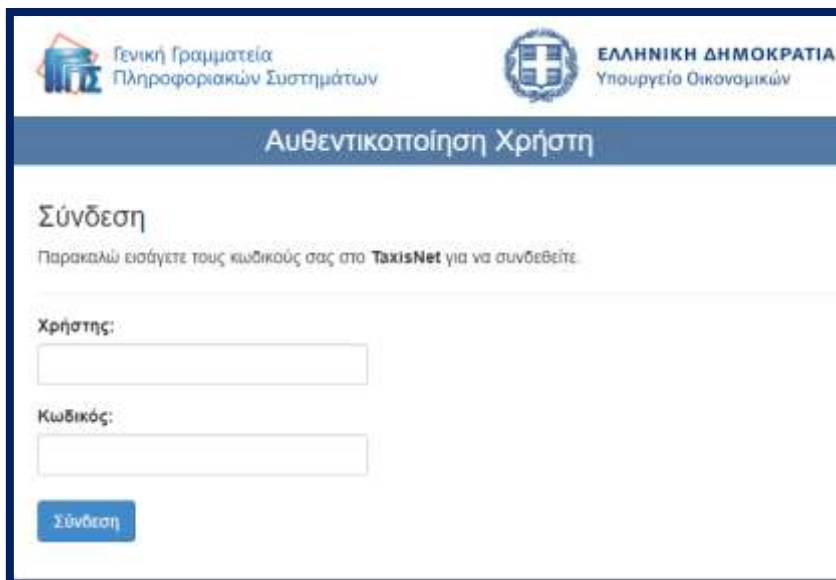 Γενική Γραμματεία
Πληροφοριακών Συστημάτων
ΕΛΛΗΝΙΚΗ ΔΗΜΟΚΡΑΤΙΑ
Υπουργείο Οικονομικών
Αυθεντικοποίηση Χρήστη
Σύνδεση
Παρακαλώ εισάγετε τους κωδικούς σας στο TaxisNet για να συνδεθείτε.
Χρήστης:
Κωδικός:
Σύνδεση